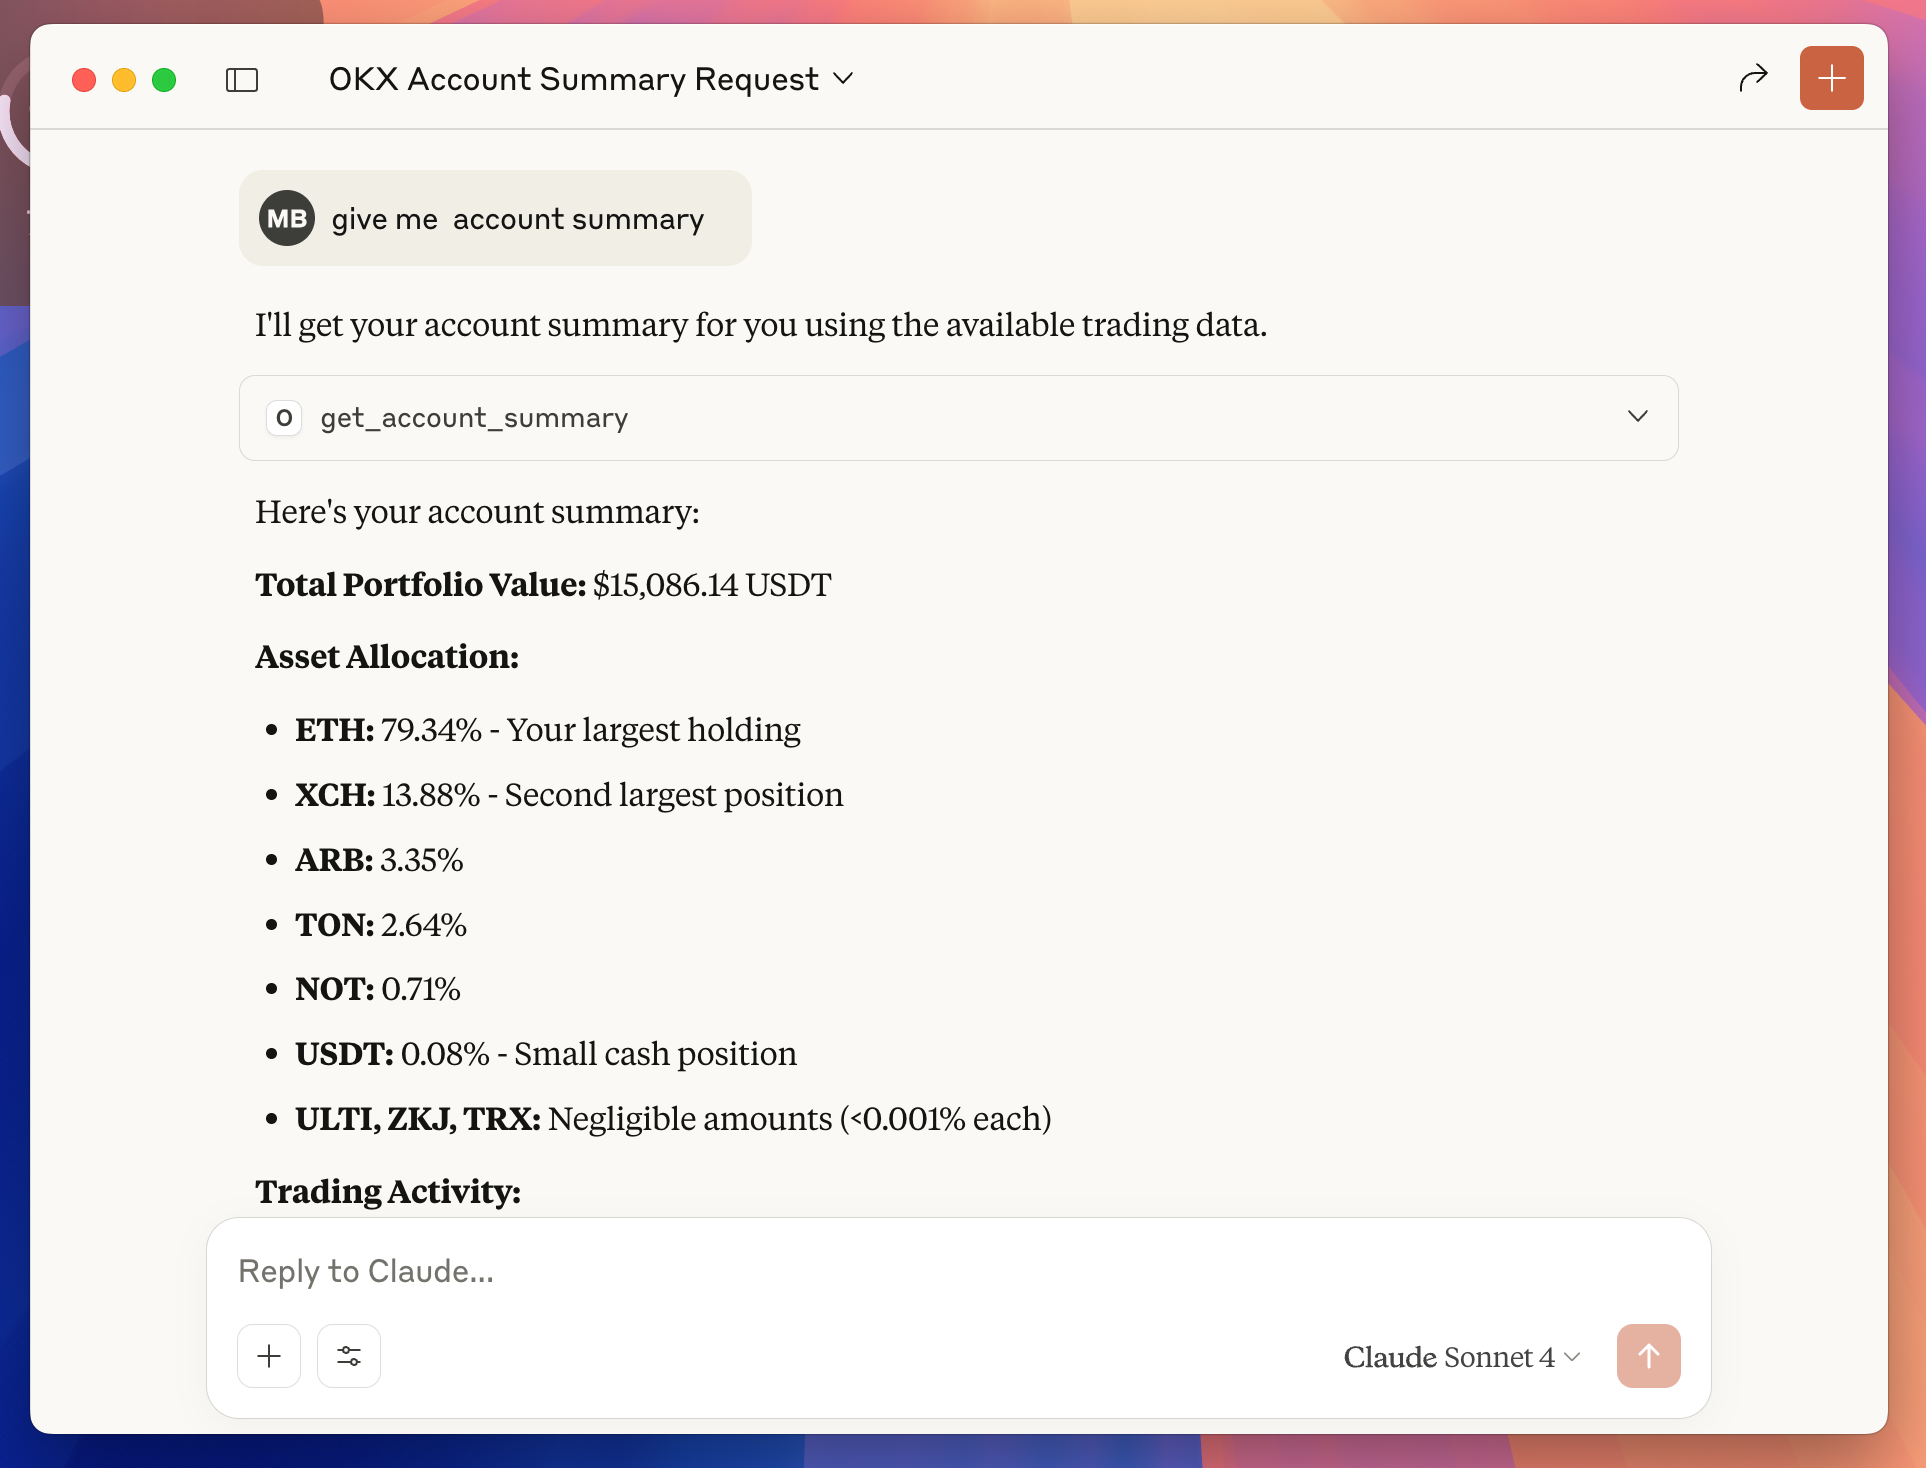 OKX Account Summary Request
MB give me  account summary
I'll get your account summary for you using the available trading data.
O get_account_summary
Here's your account summary:
Total Portfolio Value: $15,086.14 USDT
Asset Allocation:
• ETH: 79.34% - Your largest holding
• XCH: 13.88% - Second largest position
• ARB: 3.35%
• TON: 2.64%
• NOT: 0.71%
• USDT: 0.08% - Small cash position
• ULTI, ZKJ, TRX: Negligible amounts (<0.001% each)
Trading Activity:
Reply to Claude...
Claude Sonnet 4